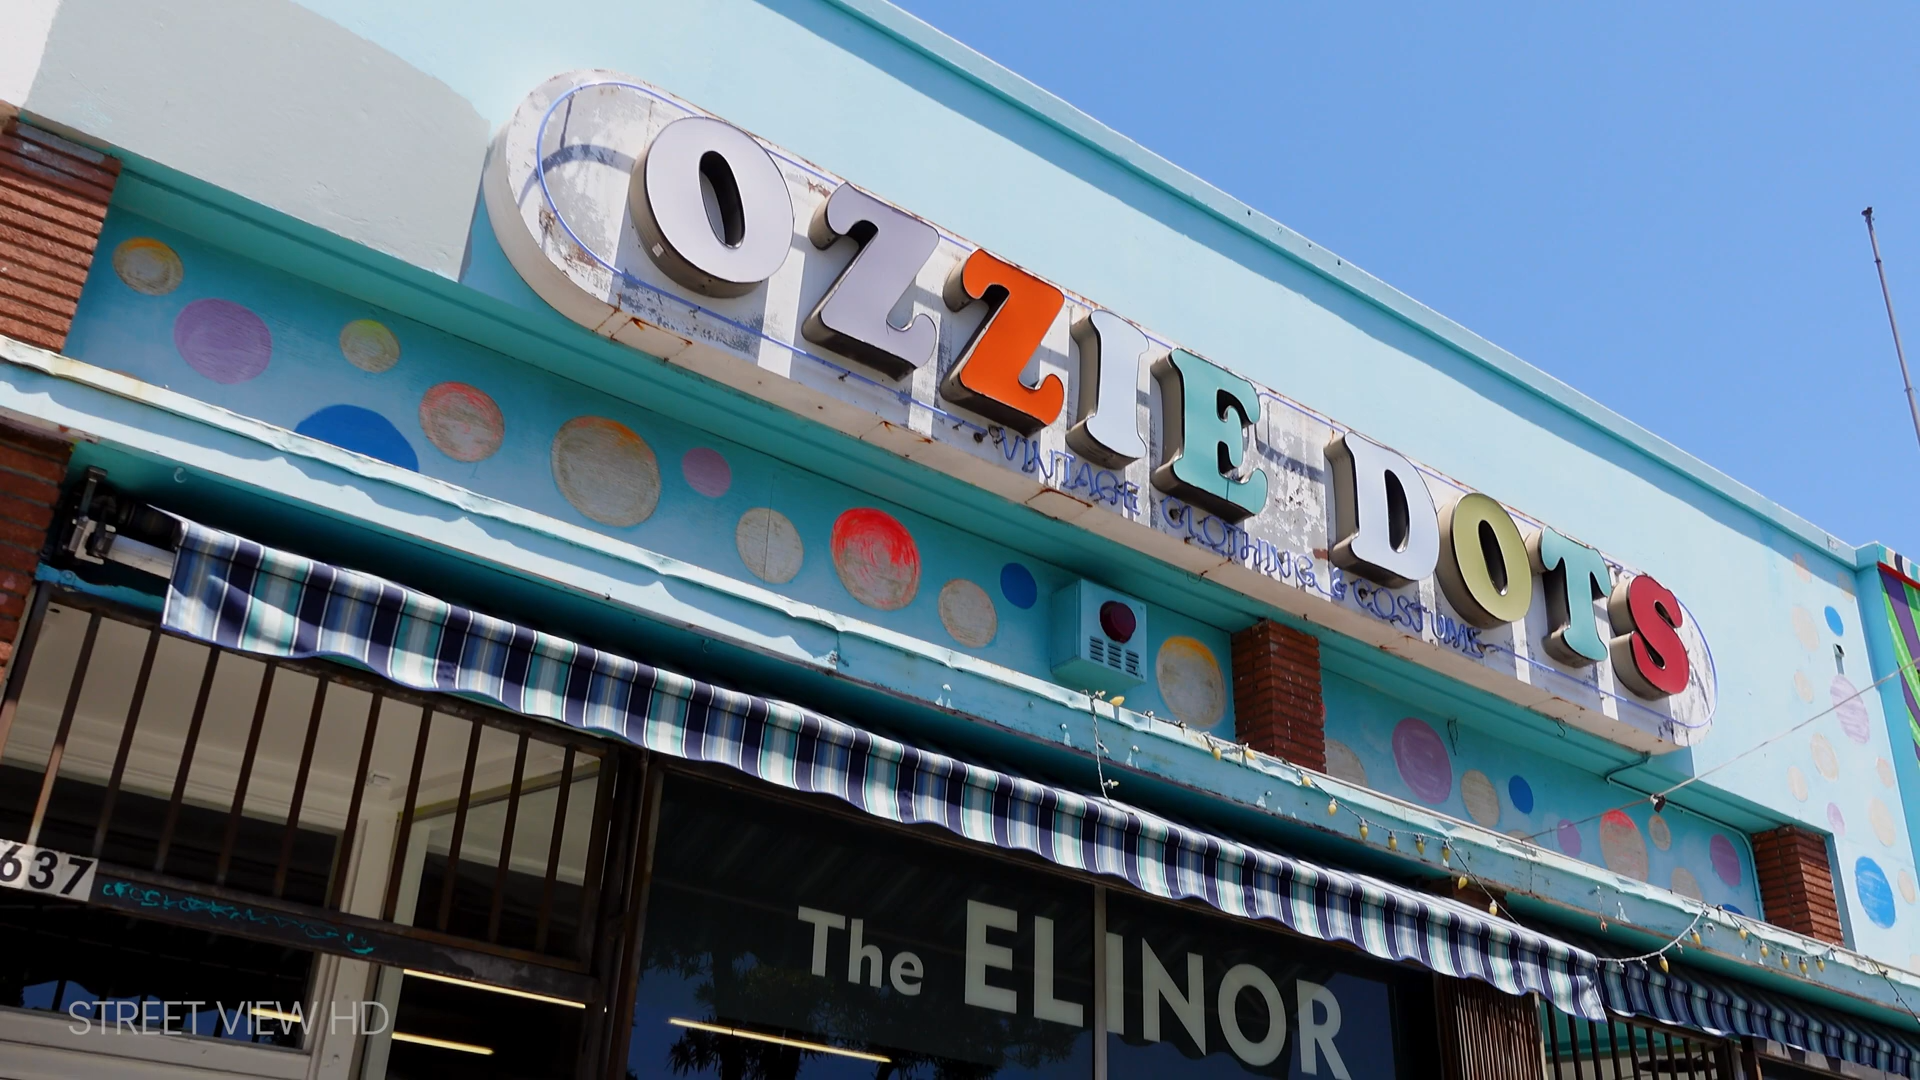 OZZIE DOTS
VINTAGE CLOTHING & COSTUME
637
The ELINOR
STREET VIEW HD